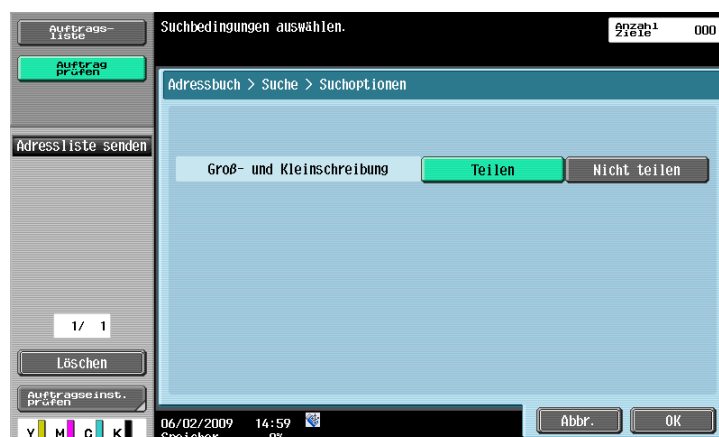 Auftrags-
liste
Suchbedingungen auswählen.
Anzahl
Ziele
000
Auftrag
prüfen
Adressbuch > Suche > Suchoptionen
Adressliste senden
Groß- und Kleinschreibung
Teilen
Nicht teilen
1/ 1
Löschen
Auftragseinst.
prüfen
Abbr.
OK
06/02/2009 14:59
Speicher 0%
Y M C K